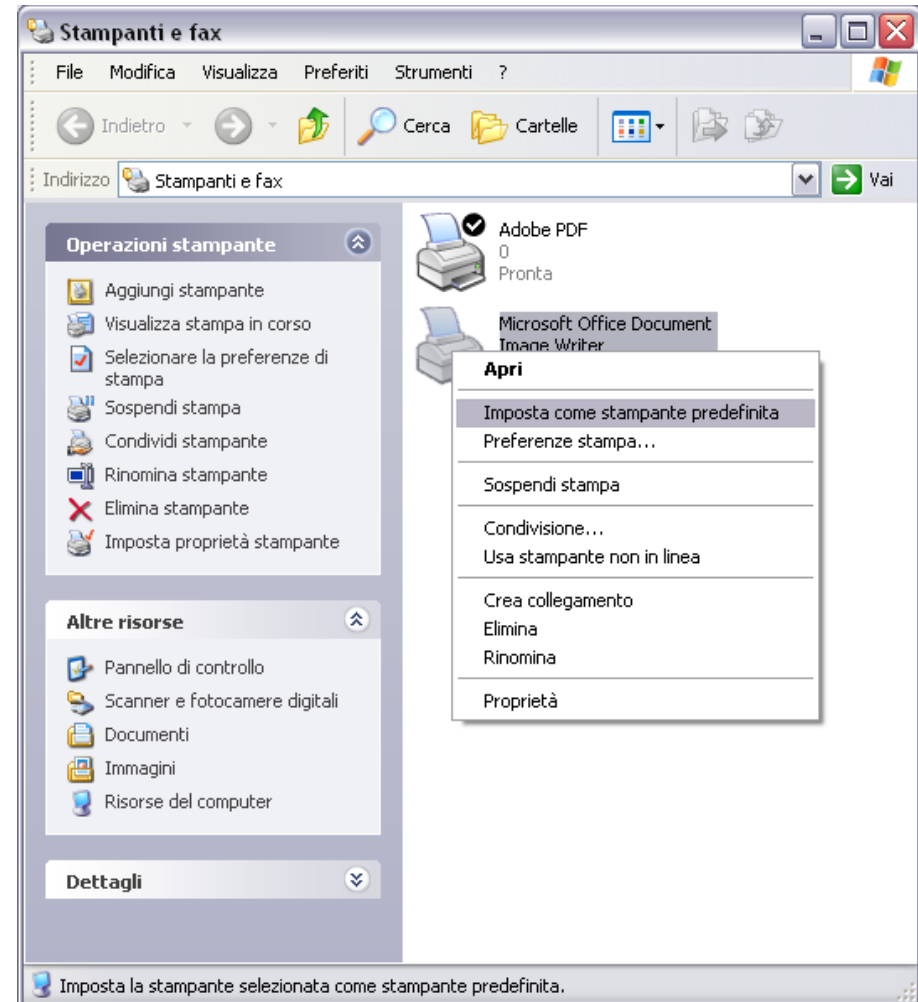 Stampanti e fax
File Modifica Visualizza Preferiti Strumenti ?
Indietro Cerca Cartelle
Indirizzo Stampanti e fax Vai
Operazioni stampante
Aggiungi stampante
Visualizza stampa in corso
Selezionare la preferenze di
stampa
Sospendi stampa
Condividi stampante
Rinomina stampante
Elimina stampante
Imposta proprietà stampante
Altre risorse
Pannello di controllo
Scanner e fotocamere digitali
Documenti
Immagini
Risorse del computer
Dettagli
Adobe PDF
0
Pronta
Microsoft Office Document
Image Writer
Apri
Imposta come stampante predefinita
Preferenze stampa...
Sospendi stampa
Condivisione...
Usa stampante non in linea
Crea collegamento
Elimina
Rinomina
Proprietà
Imposta la stampante selezionata come stampante predefinita.